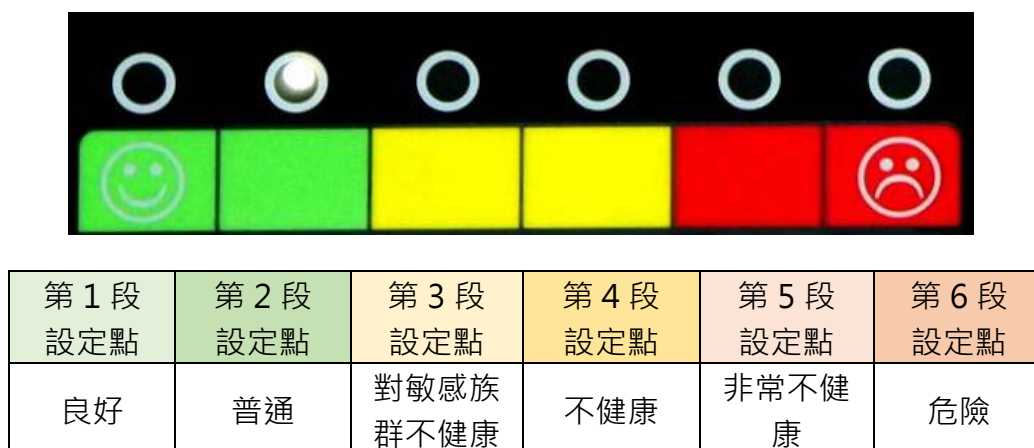 第 1 段
設定點
第 2 段
設定點
第 3 段
設定點
第 4 段
設定點
第 5 段
設定點
第 6 段
設定點
良好
普通
對敏感族
群不健康
不健康
非常不健
康
危險